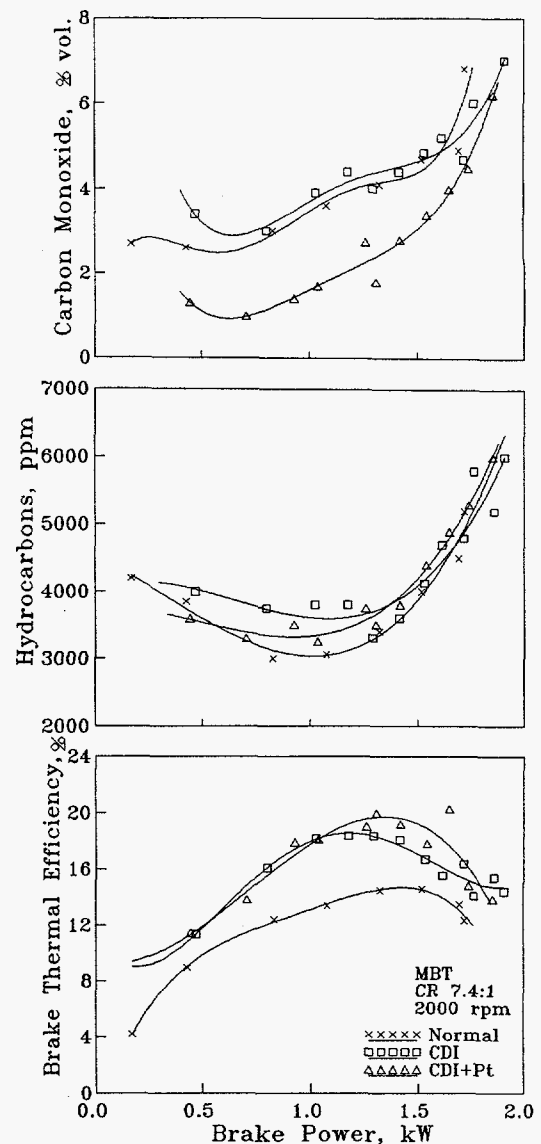 8
6
4
2
0
Carbon Monoxide, % vol.
7000
6000
5000
4000
3000
2000
Hydrocarbons, ppm
24
20
16
12
8
4
0
Brake Thermal Efficiency,%
MBT
CR 7.4:1
2000 rpm
××××× Normal
□□□□□ CDI
△△△△△ CDI+Pt
0.0 0.5 1.0 1.5 2.0
Brake Power, kW